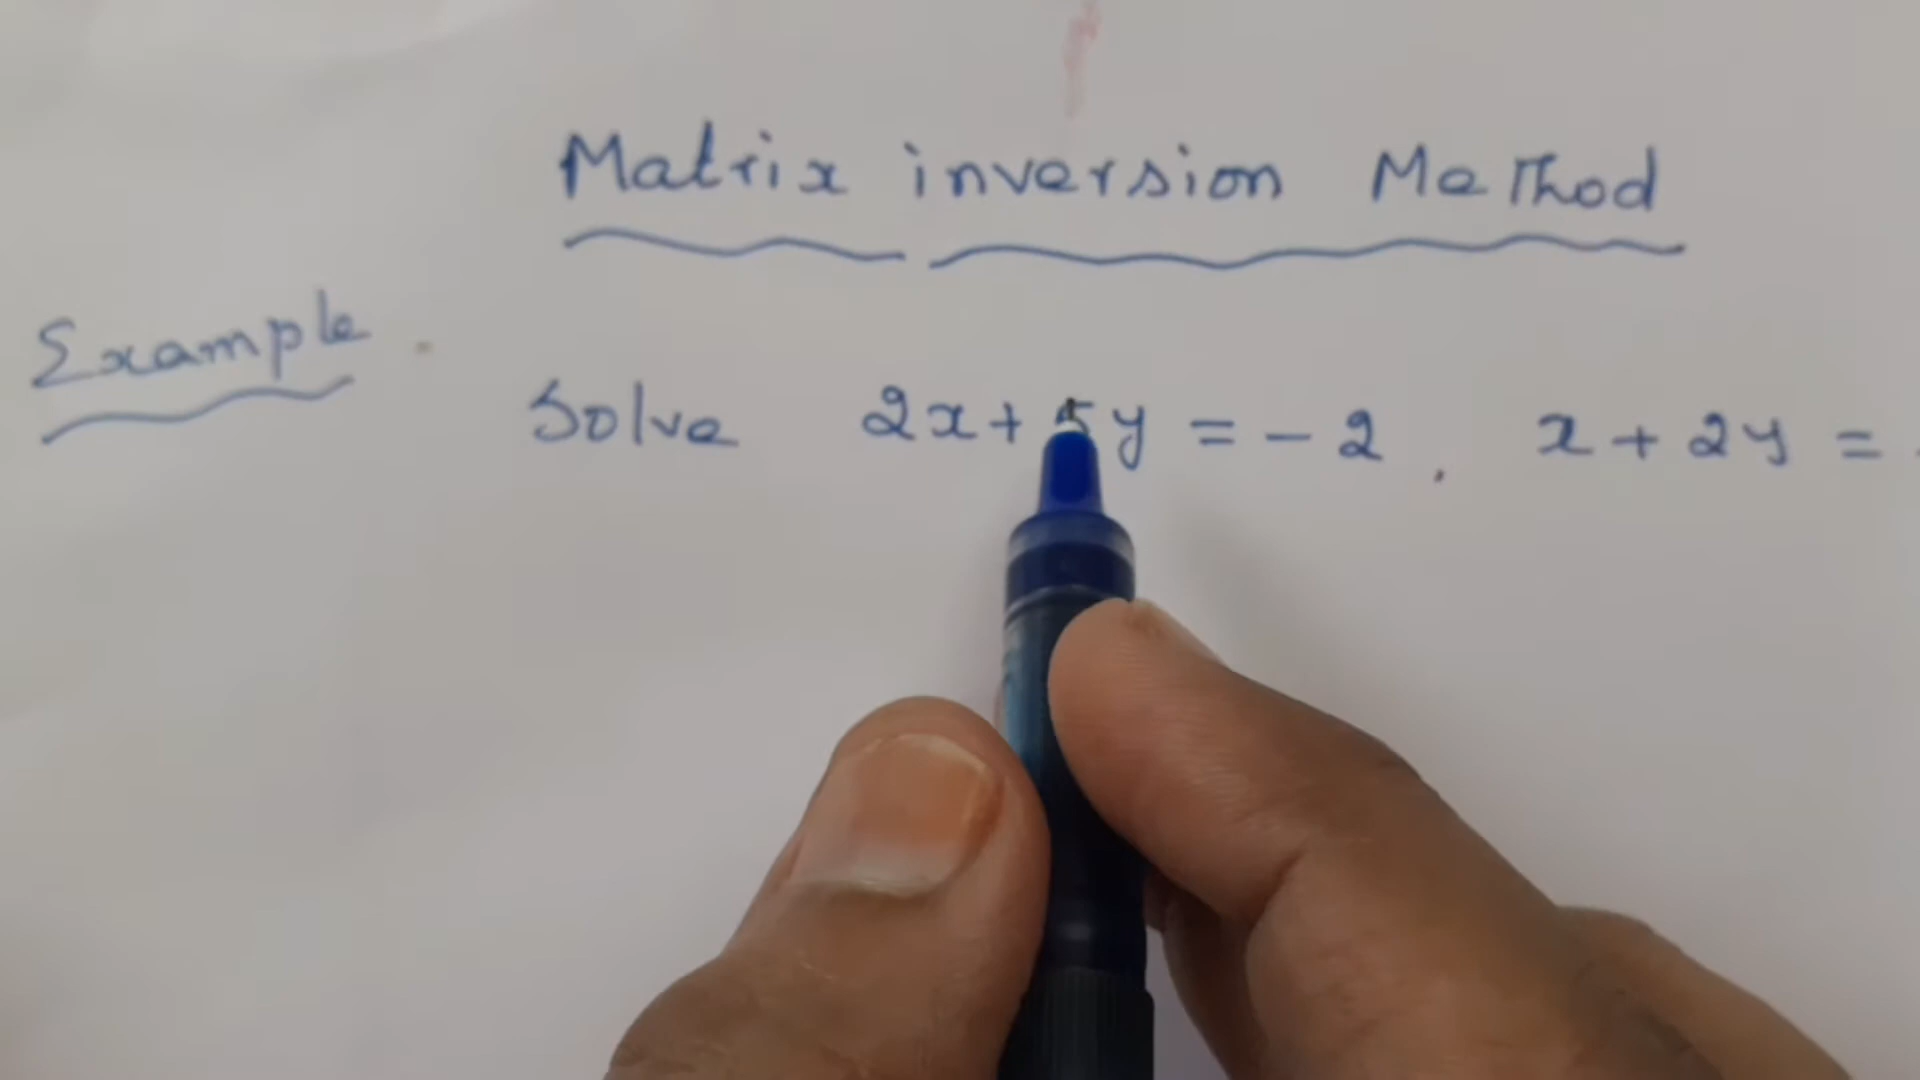 Matrix inversion Method
Example.
Solve 2x + 5y = -2, x + 2y =